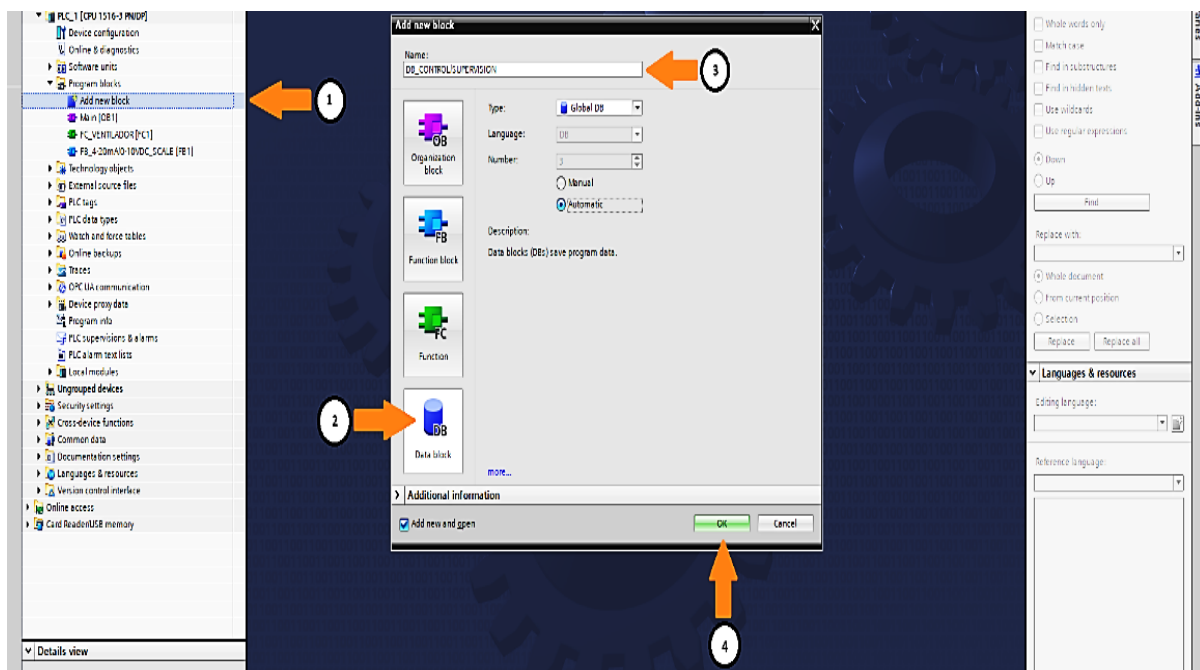 PLC_1 [CPU 1516-3 PN/DP]
Device configuration
Online & diagnostics
Software units
Program blocks
Add new block
Main [OB1]
FC_VENTILADOR [FC1]
FB_4-20mA/0-10VDC_SCALE [FB1]
Technology objects
External source files
PLC tags
PLC data types
Watch and force tables
Online backups
Traces
OPC UA communication
Device proxy data
Program info
PLC supervisions & alarms
PLC alarm text lists
Local modules
Ungrouped devices
Security settings
Cross-device functions
Common data
Documentation settings
Languages & resources
Version control interface
Online access
Card Reader/USB memory
Details view
1
2
Add new block
X
Name:
DB_CONTROL/SUPERVISION
3
OB
Organization
block
FB
Function block
FC
Function
DB
Data block
Type:
Global DB
Language:
DB
Number:
3
Manual
Automatic
Description:
Data blocks (DBs) save program data.
more...
Additional information
Add new and open
OK
Cancel
4
Whole words only
Match case
Find in substructures
Find in hidden texts
Use wildcards
Use regular expressions
Down
Up
Find
Replace with:
Whole document
From current position
Selection
Replace
Replace all
Languages & resources
Editing language:
Reference language:
Add-ins